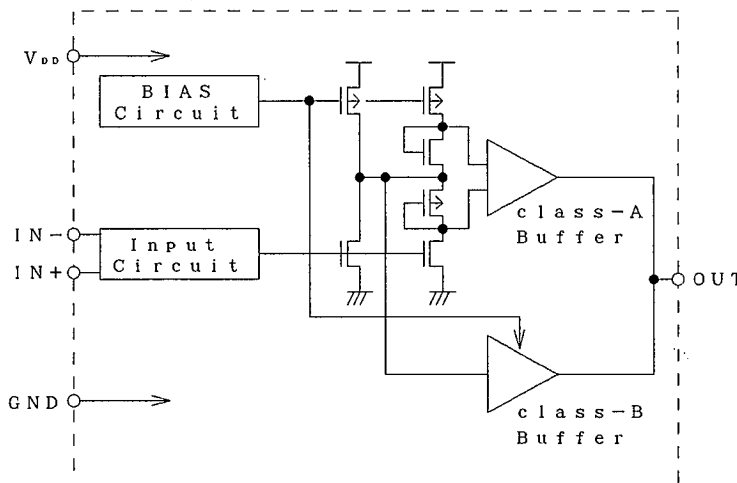 VDD
BIAS
Circuit
IN-
IN+
Input
Circuit
class-A
Buffer
OUT
GND
class-B
Buffer